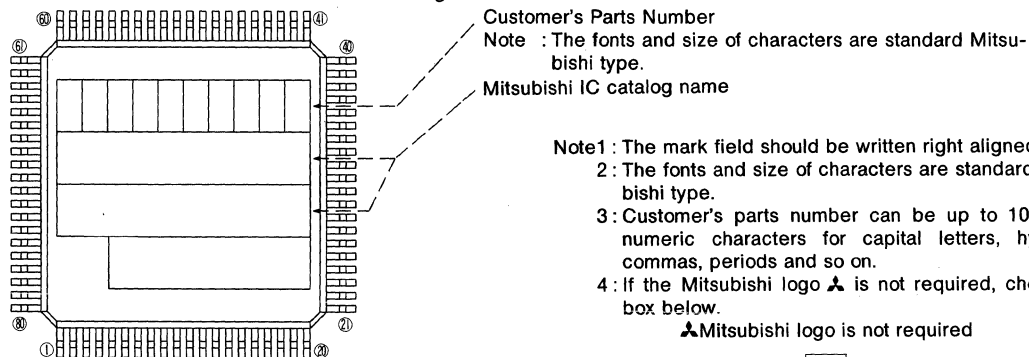 60 41
61 40
80 21
1 20
Customer's Parts Number
Note : The fonts and size of characters are standard Mitsu-
bishi type.
Mitsubishi IC catalog name
Note1 : The mark field should be written right aligned
2 : The fonts and size of characters are standard
bishi type.
3 : Customer's parts number can be up to 10
numeric characters for capital letters,
commas, periods and so on.
4 : If the Mitsubishi logo is not required,
box below.
Mitsubishi logo is not required